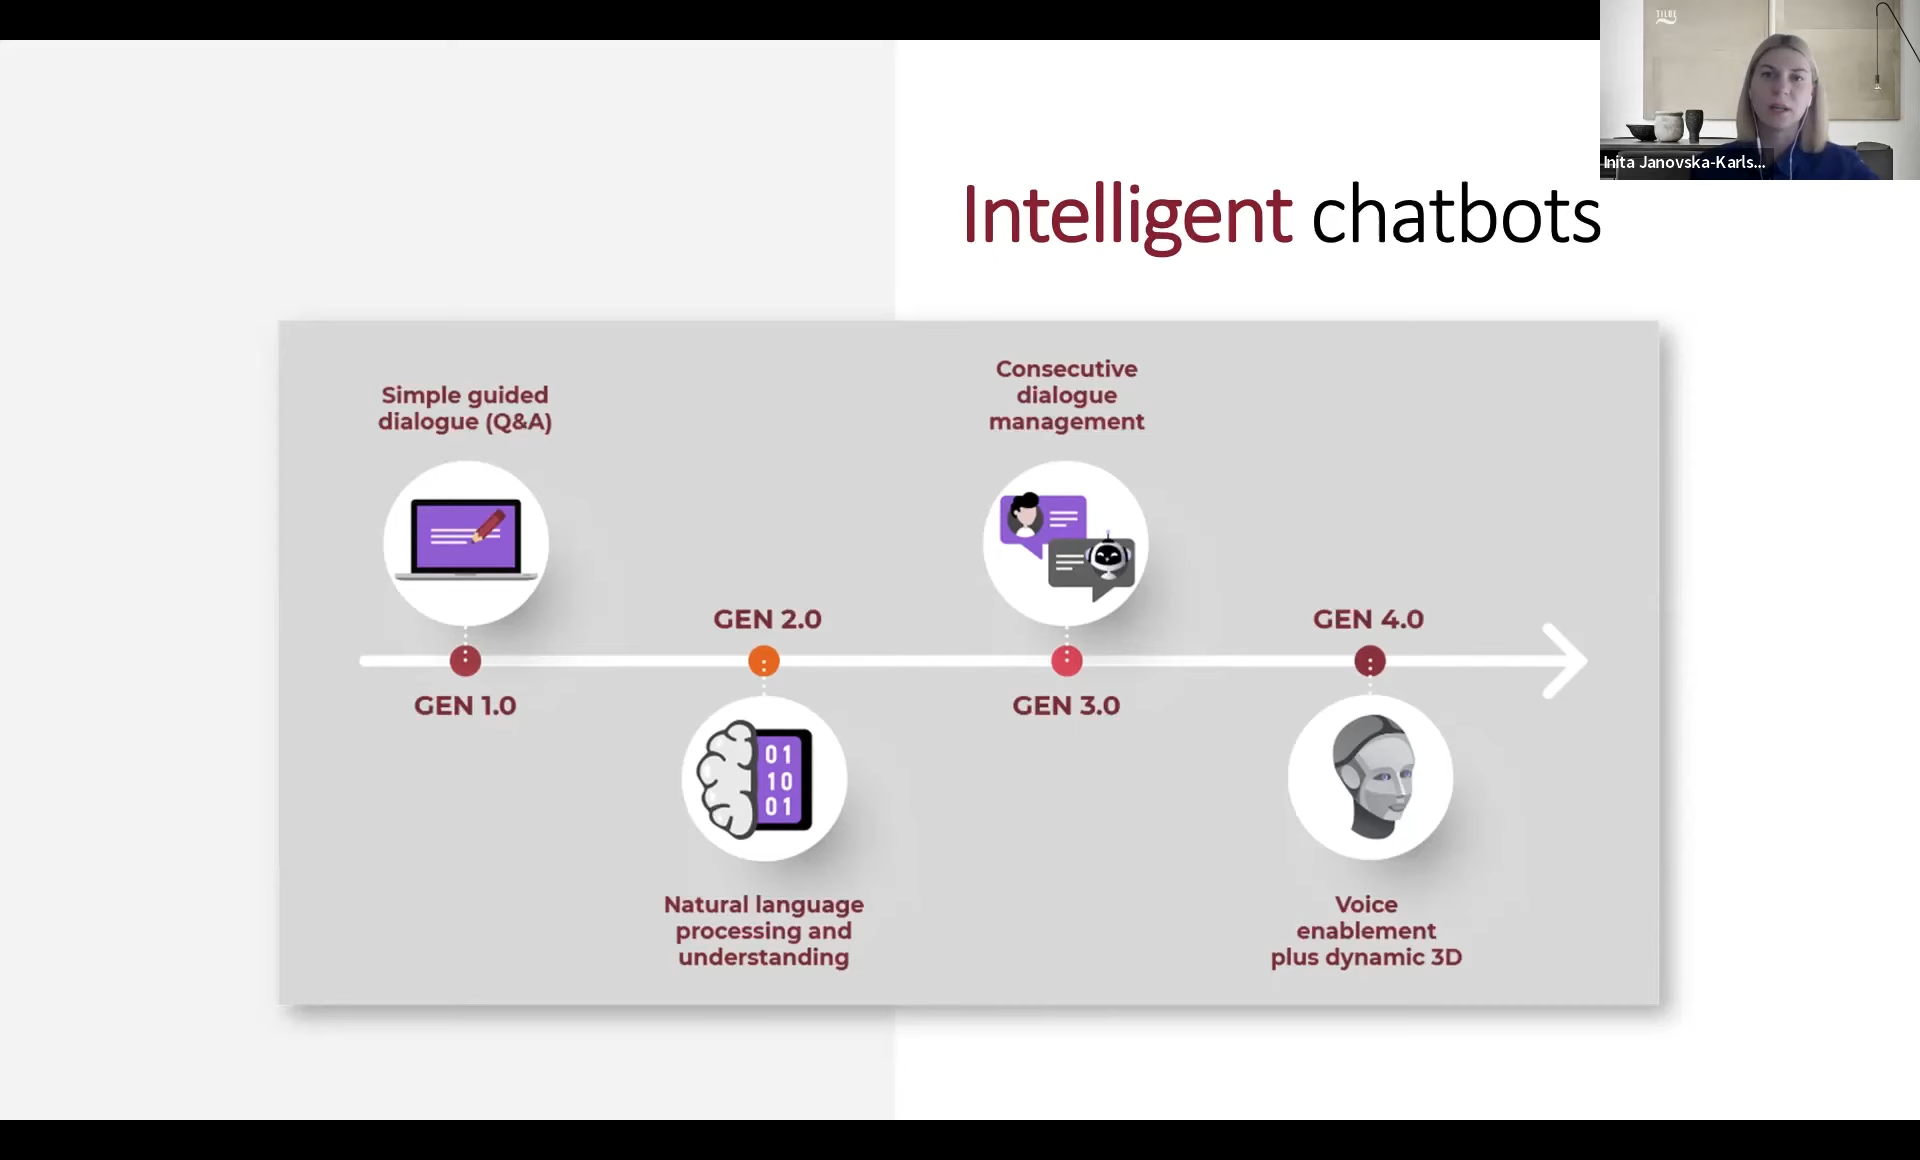 TILDE
Inita Janovska-Karls...
Intelligent chatbots
Simple guided
dialogue (Q&A)
GEN 1.0
GEN 2.0
01
10
01
Natural language
processing and
understanding
Consecutive
dialogue
management
GEN 3.0
GEN 4.0
Voice
enablement
plus dynamic 3D